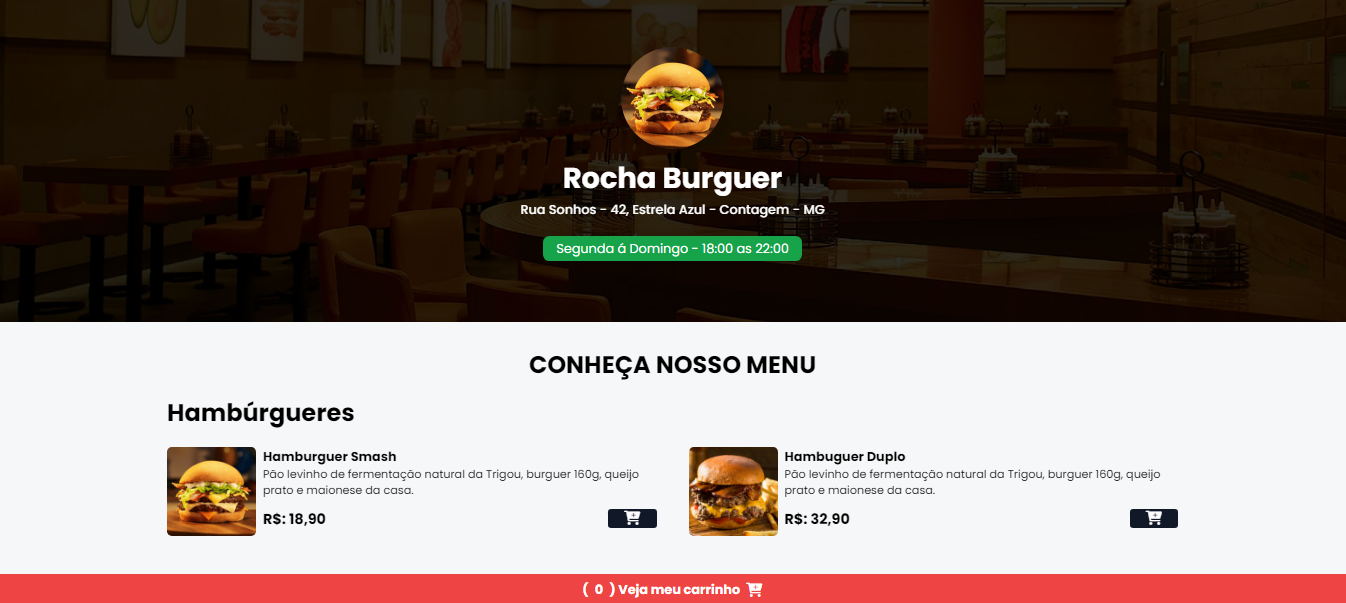 Rocha Burguer
Rua Sonhos - 42, Estrela Azul - Contagem - MG
Segunda á Domingo - 18:00 as 22:00
CONHEÇA NOSSO MENU
Hambúrgueres
Hamburguer Smash
Pão levinho de fermentação natural da Trigou, burguer 160g, queijo
prato e maionese da casa.
R$: 18,90
Hambuguer Duplo
Pão levinho de fermentação natural da Trigou, burguer 160g, queijo
prato e maionese da casa.
R$: 32,90
( 0 ) Veja meu carrinho